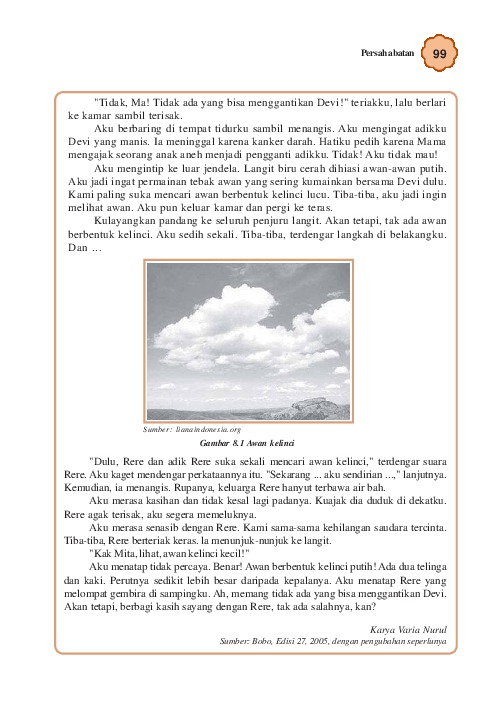 Persahabatan
99
"Tidak, Ma! Tidak ada yang bisa menggantikan Devi!" teriakku, lalu berlari
ke kamar sambil terisak.
Aku berbaring di tempat tidurku sambil menangis. Aku mengingat adikku
Devi yang manis. Ia meninggal karena kanker darah. Hatiku pedih karena Mama
mengajak seorang anak aneh menjadi pengganti adikku. Tidak! Aku tidak mau!
Aku mengintip ke luar jendela. Langit biru cerah dihiasi awan-awan putih.
Aku jadi ingat permainan tebak awan yang sering kumainkan bersama Devi dulu.
Kami paling suka mencari awan berbentuk kelinci lucu. Tiba-tiba, aku jadi ingin
melihat awan. Aku pun keluar kamar dan pergi ke teras.
Kulayangkan pandang ke seluruh penjuru langit. Akan tetapi, tak ada awan
berbentuk kelinci. Aku sedih sekali. Tiba-tiba, terdengar langkah di belakangku.
Dan ...
Sumber: lianaindonesia.org
Gambar 8.1 Awan kelinci
"Dulu, Rere dan adik Rere suka sekali mencari awan kelinci," terdengar suara
Rere. Aku kaget mendengar perkataannya itu. "Sekarang ... aku sendirian ...," lanjutnya.
Kemudian, ia menangis. Rupanya, keluarga Rere hanyut terbawa air bah.
Aku merasa kasihan dan tidak kesal lagi padanya. Kuajak dia duduk di dekatku.
Rere agak terisak, aku segera memeluknya.
Aku merasa senasib dengan Rere. Kami sama-sama kehilangan saudara tercinta.
Tiba-tiba, Rere berteriak keras. Ia menunjuk-nunjuk ke langit.
"Kak Mita, lihat, awan kelinci kecil!"
Aku menatap tidak percaya. Benar! Awan berbentuk kelinci putih! Ada dua telinga
dan kaki. Perutnya sedikit lebih besar daripada kepalanya. Aku menatap Rere yang
melompat gembira di sampingku. Ah, memang tidak ada yang bisa menggantikan Devi.
Akan tetapi, berbagi kasih sayang dengan Rere, tak ada salahnya, kan?
Karya Varia Nurul
Sumber: Bobo, Edisi 27, 2005, dengan pengubahan seperlunya